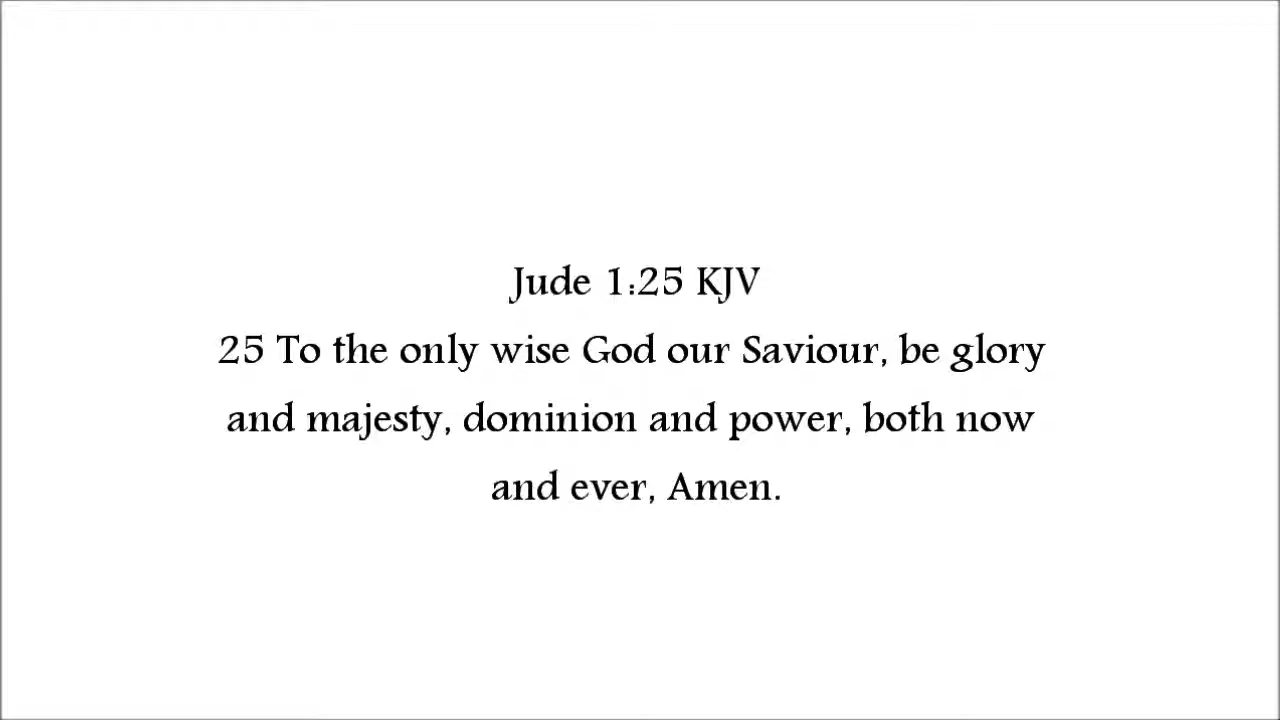 Jude 1:25 KJV
25 To the only wise God our Saviour, be glory
and majesty, dominion and power, both now
and ever, Amen.